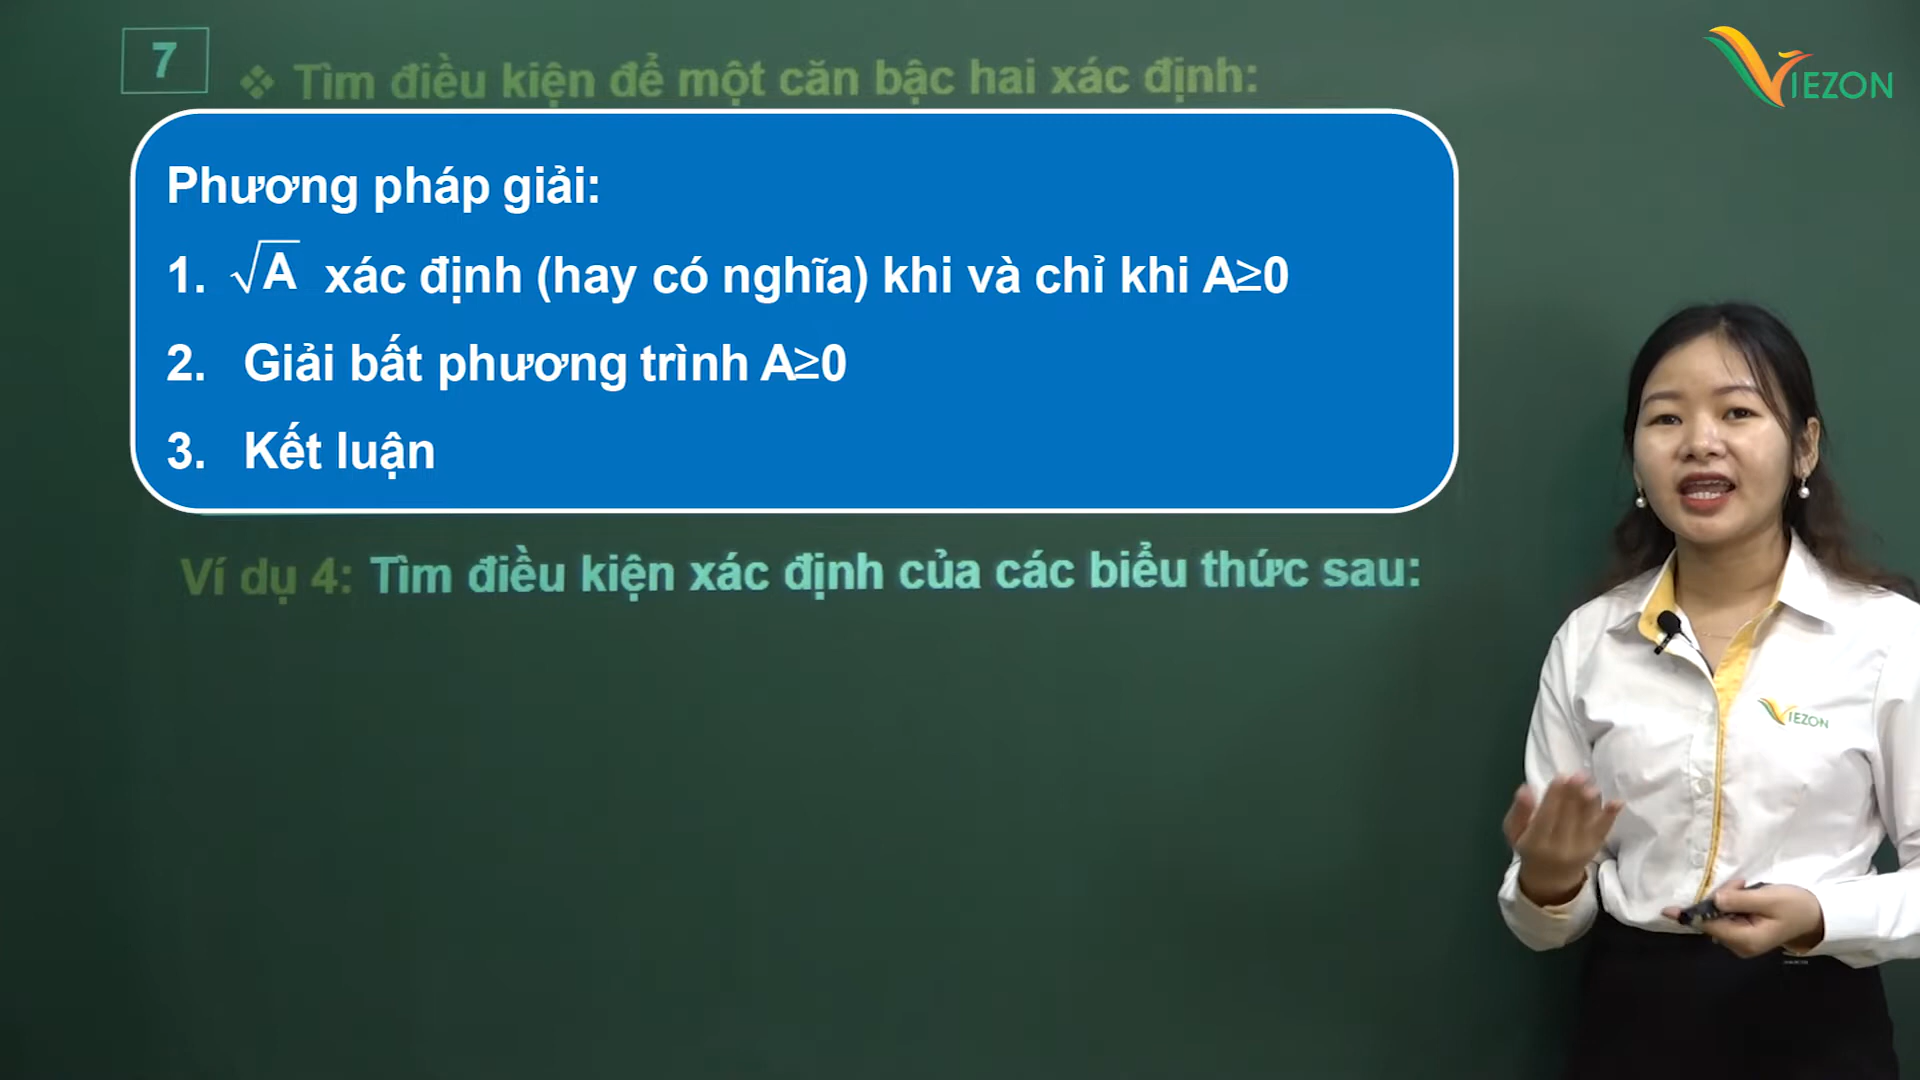 7
❖ Tìm điều kiện để một căn bậc hai xác định:
VIEZON
Phương pháp giải:
1. √A xác định (hay có nghĩa) khi và chỉ khi A≥0
2. Giải bất phương trình A≥0
3. Kết luận
Ví dụ 4: Tìm điều kiện xác định của các biểu thức sau:
VIEZON